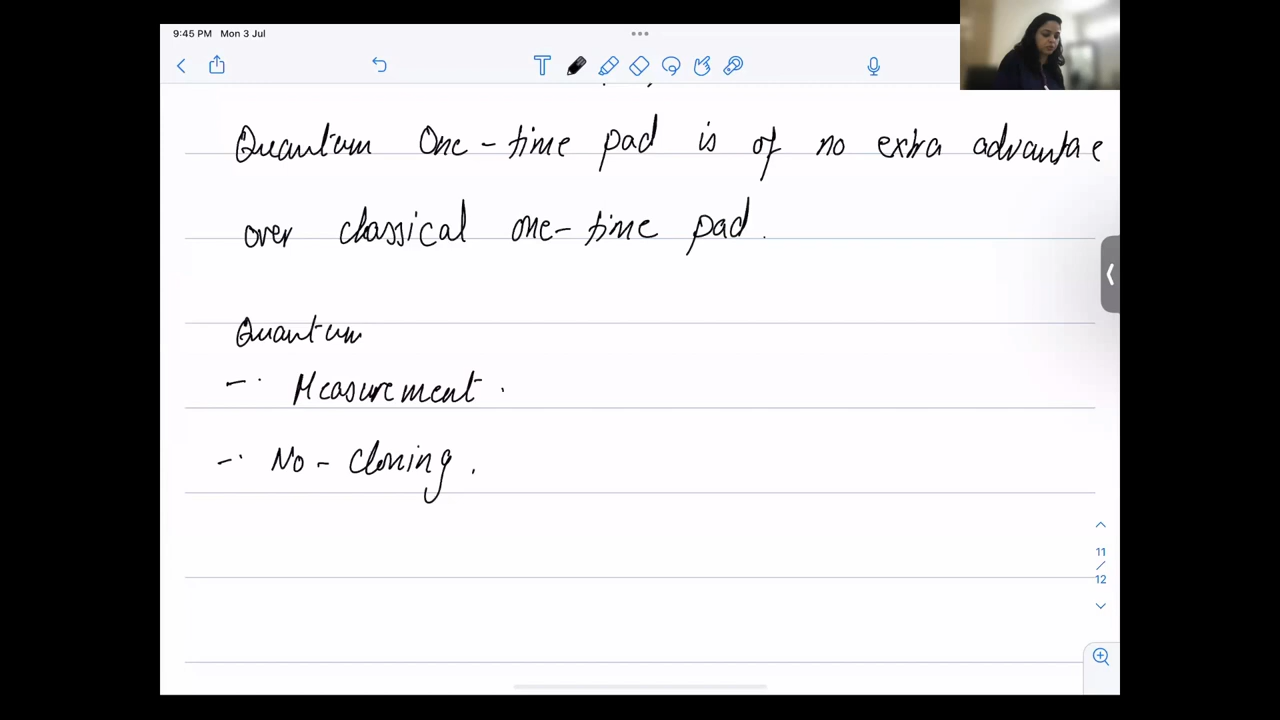 9:45 PM Mon 3 Jul
Quantum One-time pad is of no extra advantage
over classical one-time pad.
Quantum
- Measurement.
- No-cloning.
11
/
12